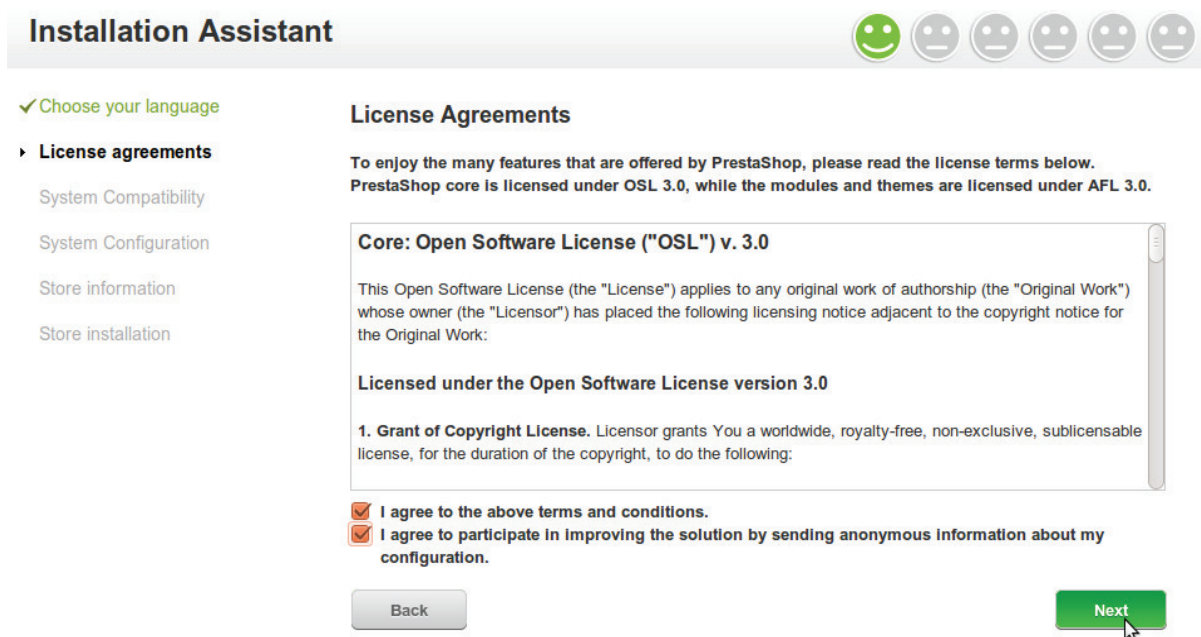 Installation Assistant
Choose your language
License agreements
System Compatibility
System Configuration
Store information
Store installation
License Agreements
To enjoy the many features that are offered by PrestaShop, please read the license terms below.
PrestaShop core is licensed under OSL 3.0, while the modules and themes are licensed under AFL 3.0.
Core: Open Software License ("OSL") v. 3.0
This Open Software License (the "License") applies to any original work of authorship (the "Original Work")
whose owner (the "Licensor") has placed the following licensing notice adjacent to the copyright notice for
the Original Work:
Licensed under the Open Software License version 3.0
1. Grant of Copyright License. Licensor grants You a worldwide, royalty-free, non-exclusive, sublicensable
license, for the duration of the copyright, to do the following:
I agree to the above terms and conditions.
I agree to participate in improving the solution by sending anonymous information about my
configuration.
Back
Next